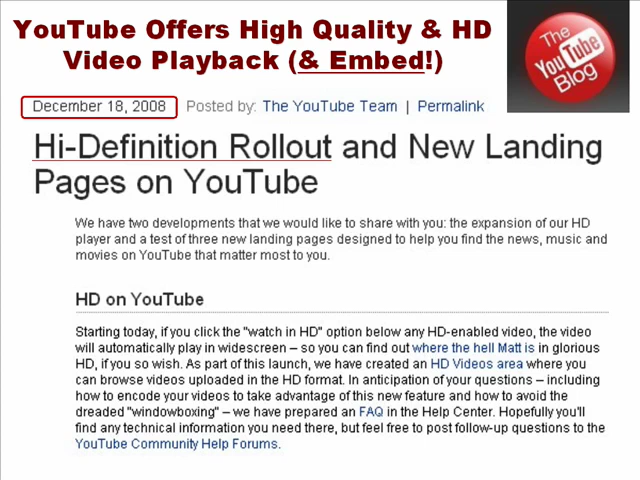 YouTube Offers High Quality & HD
Video Playback (& Embed!)
The
YouTube
Blog
December 18, 2008 Posted by: The YouTube Team | Permalink
Hi-Definition Rollout and New Landing
Pages on YouTube
We have two developments that we would like to share with you: the expansion of our HD
player and a test of three new landing pages designed to help you find the news, music and
movies on YouTube that matter most to you.
HD on YouTube
Starting today, if you click the "watch in HD" option below any HD-enabled video, the video
will automatically play in widescreen – so you can find out where the hell Matt is in glorious
HD, if you so wish. As part of this launch, we have created an HD Videos area where you
can browse videos uploaded in the HD format. In anticipation of your questions – including
how to encode your videos to take advantage of this new feature and how to avoid the
dreaded "windowboxing" – we have prepared an FAQ in the Help Center. Hopefully you'll
find any technical information you need there, but feel free to post follow-up questions to the
YouTube Community Help Forums.